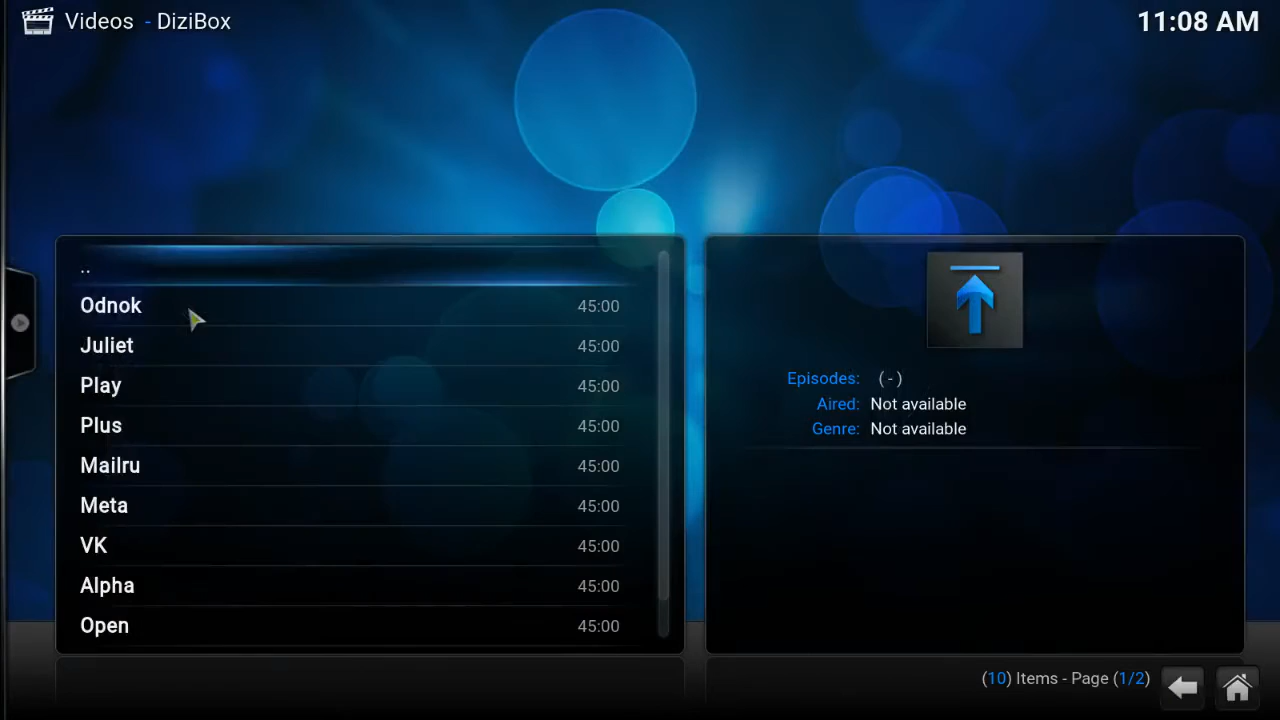 Videos - DiziBox
11:08 AM
..
Odnok 45:00
Juliet 45:00
Play 45:00
Plus 45:00
Mailru 45:00
Meta 45:00
VK 45:00
Alpha 45:00
Open 45:00
Episodes: ( - )
Aired: Not available
Genre: Not available
(10) Items - Page (1/2)